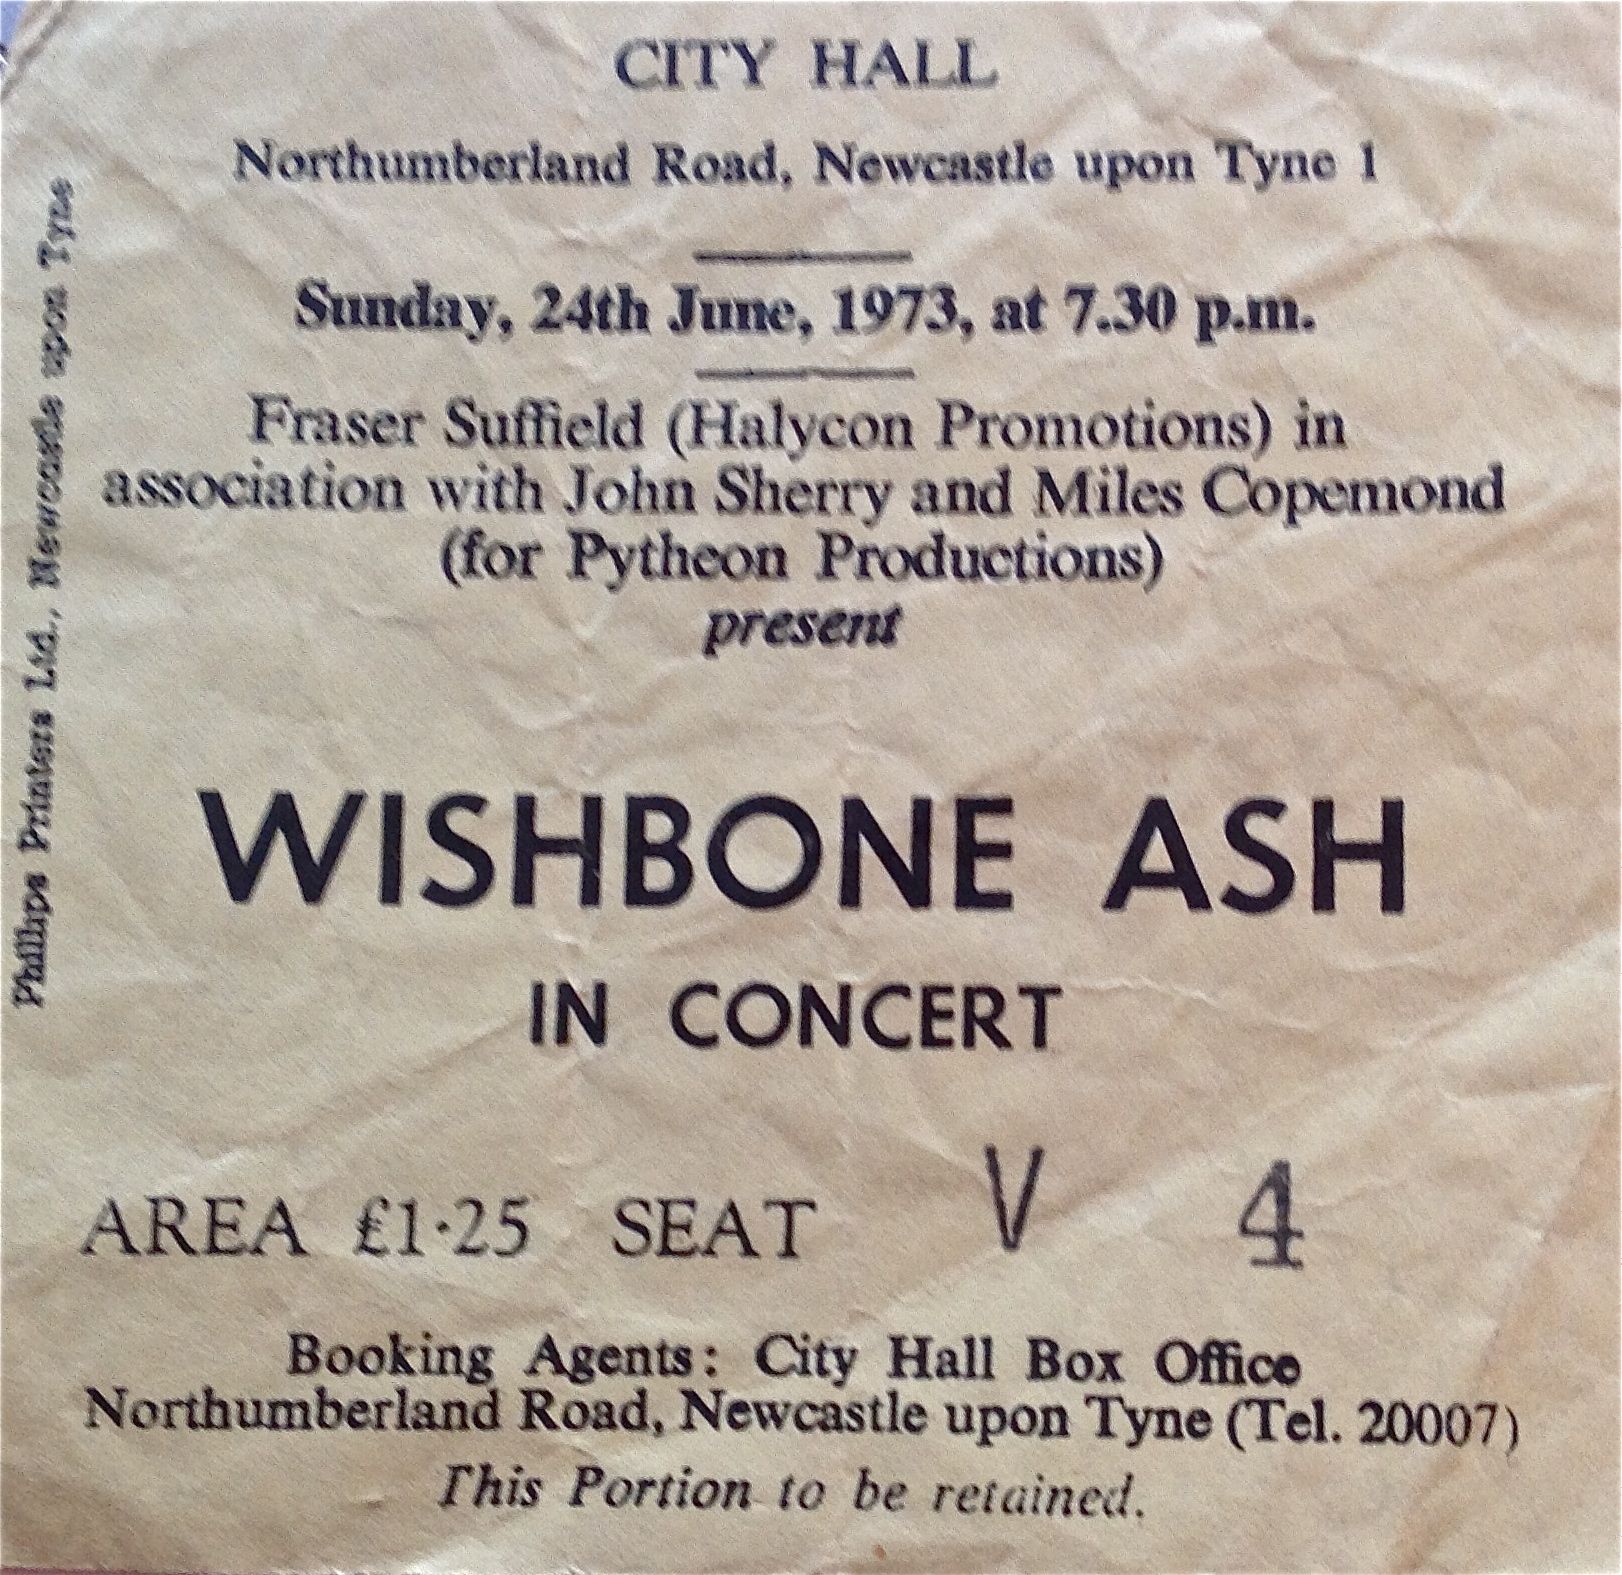 CITY HALL
Northumberland Road, Newcastle upon Tyne 1
Sunday, 24th June, 1973, at 7.30 p.m.
Fraser Suffield (Halycon Promotions) in
association with John Sherry and Miles Copemond
(for Pytheon Productions)
present
WISHBONE ASH
IN CONCERT
AREA £1·25 SEAT V 4
Booking Agents: City Hall Box Office
Northumberland Road, Newcastle upon Tyne (Tel. 20007)
This Portion to be retained.
Phillips Printers Ltd., Newcastle upon Tyne